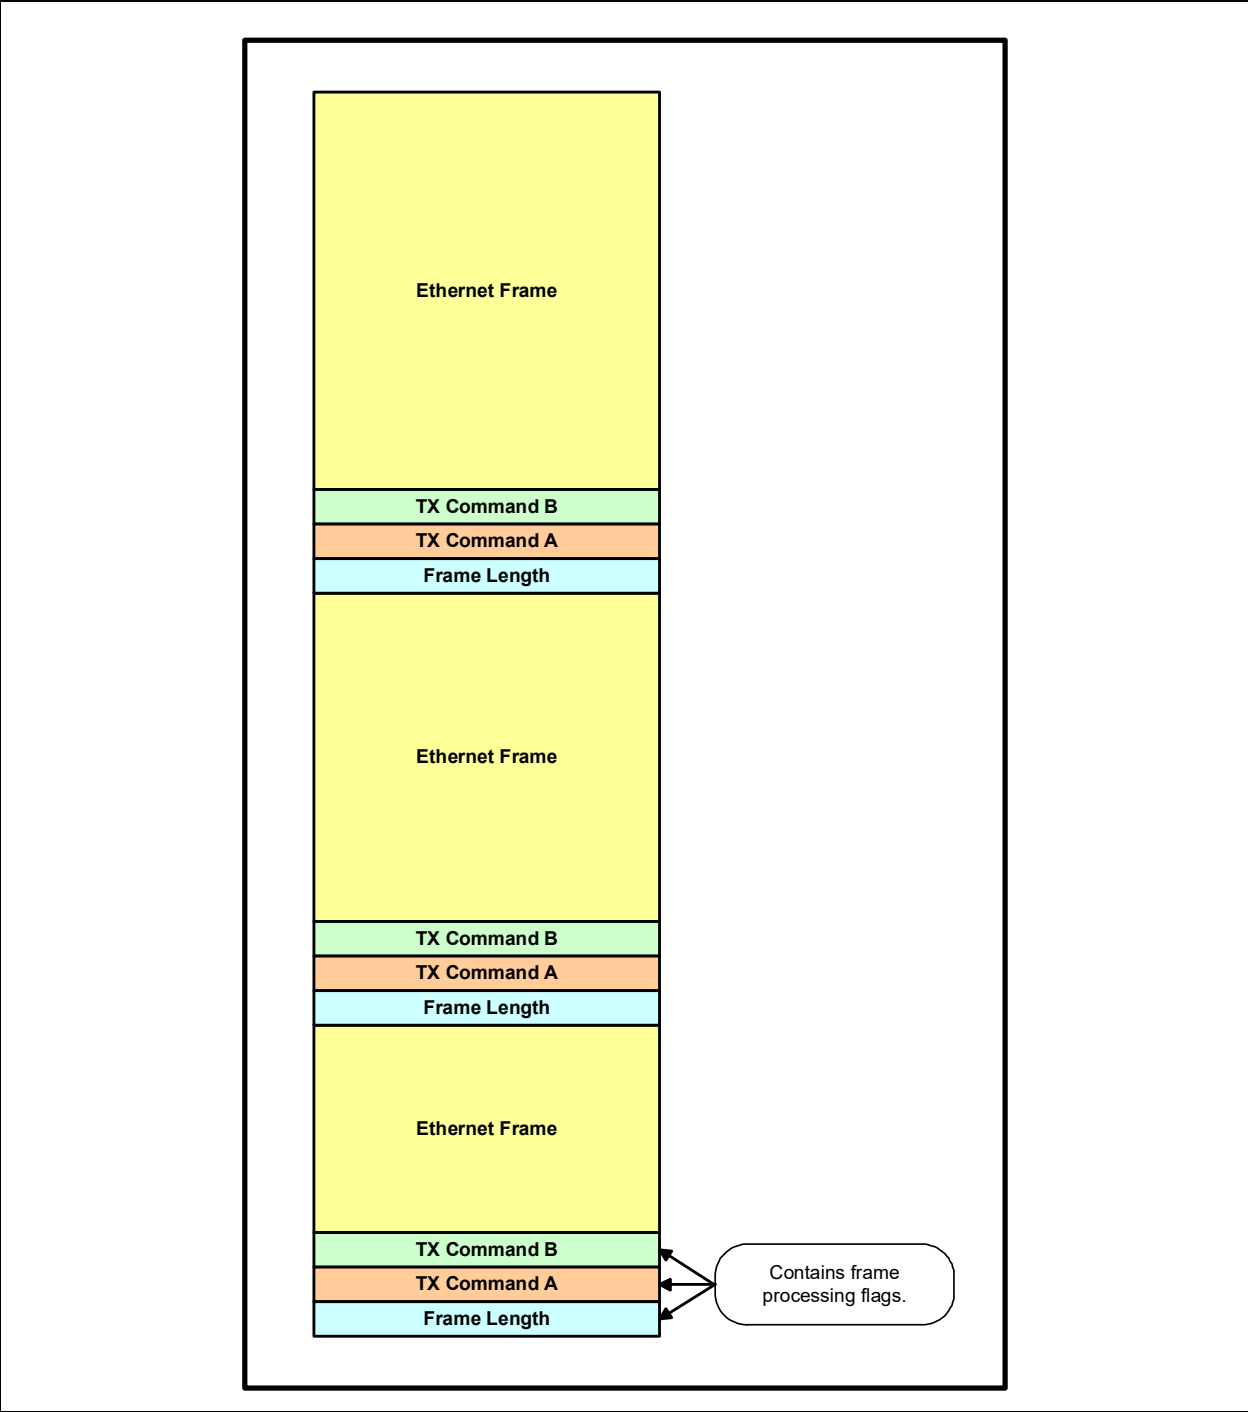 Ethernet Frame
TX Command B
TX Command A
Frame Length
Ethernet Frame
TX Command B
TX Command A
Frame Length
Ethernet Frame
TX Command B
TX Command A
Frame Length
Contains frame
processing flags.